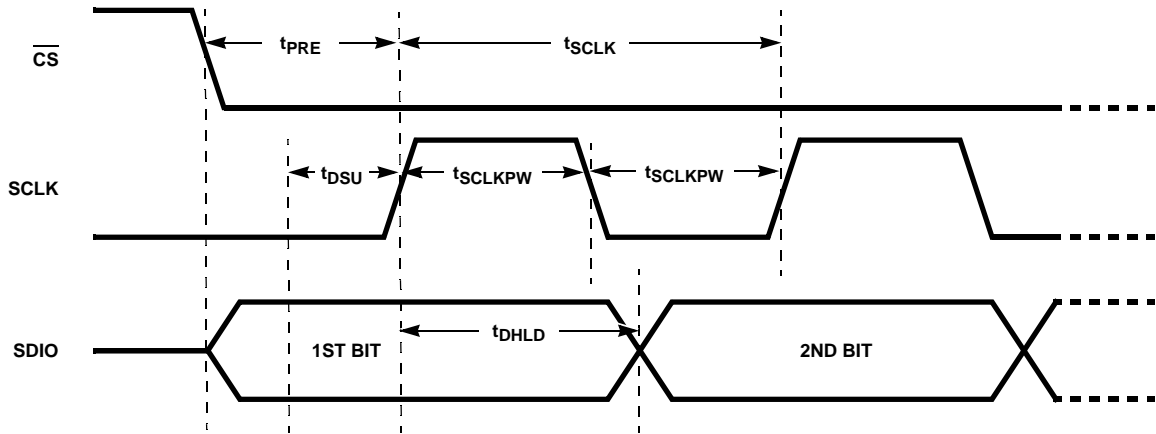 CS
tPRE
tSCLK
SCLK
tDSU
tSCLKPW
tSCLKPW
SDIO
1ST BIT
tDHLD
2ND BIT